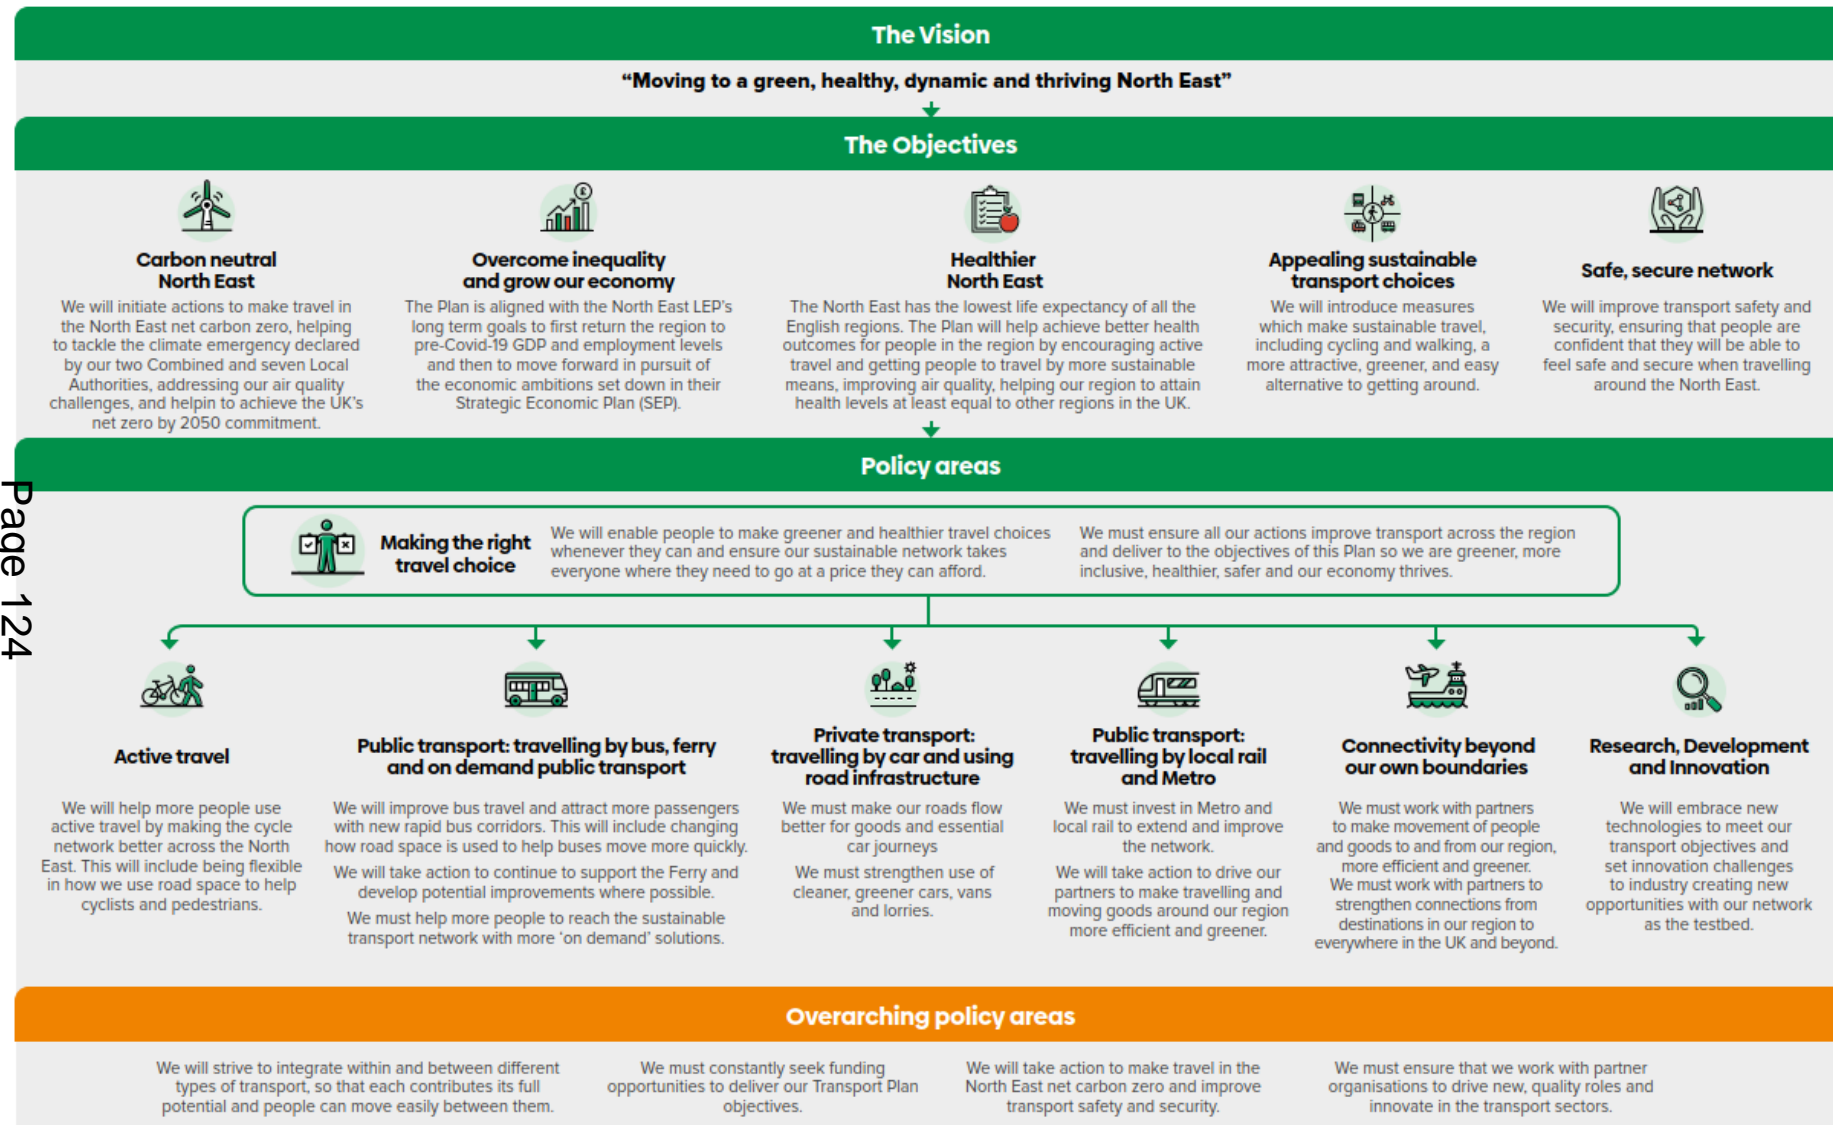 The Vision
“Moving to a green, healthy, dynamic and thriving North East”
The Objectives
Carbon neutral
North East
We will initiate actions to make travel in
the North East net carbon zero, helping
to tackle the climate emergency declared
by our two Combined and seven Local
Authorities, addressing our air quality
challenges, and helpin to achieve the UK’s
net zero by 2050 commitment.
Overcome inequality
and grow our economy
The Plan is aligned with the North East LEP’s
long term goals to first return the region to
pre-Covid-19 GDP and employment levels
and then to move forward in pursuit of
the economic ambitions set down in their
Strategic Economic Plan (SEP).
Healthier
North East
The North East has the lowest life expectancy of all the
English regions. The Plan will help achieve better health
outcomes for people in the region by encouraging active
travel and getting people to travel by more sustainable
means, improving air quality, helping our region to attain
health levels at least equal to other regions in the UK.
Appealing sustainable
transport choices
We will introduce measures
which make sustainable travel,
including cycling and walking, a
more attractive, greener, and easy
alternative to getting around.
Safe, secure network
We will improve transport safety and
security, ensuring that people are
confident that they will be able to
feel safe and secure when travelling
around the North East.
Policy areas
Making the right
travel choice
We will enable people to make greener and healthier travel choices
whenever they can and ensure our sustainable network takes
everyone where they need to go at a price they can afford.
We must ensure all our actions improve transport across the region
and deliver to the objectives of this Plan so we are greener, more
inclusive, healthier, safer and our economy thrives.
Active travel
We will help more people use
active travel by making the cycle
network better across the North
East. This will include being flexible
in how we use road space to help
cyclists and pedestrians.
Public transport: travelling by bus, ferry
and on demand public transport
We will improve bus travel and attract more passengers
with new rapid bus corridors. This will include changing
how road space is used to help buses move more quickly.
We will take action to continue to support the Ferry and
develop potential improvements where possible.
We must help more people to reach the sustainable
transport network with more ‘on demand’ solutions.
Private transport:
travelling by car and using
road infrastructure
We must make our roads flow
better for goods and essential
car journeys
We must strengthen use of
cleaner, greener cars, vans
and lorries.
Public transport:
travelling by local rail
and Metro
We must invest in Metro and
local rail to extend and improve
the network.
We will take action to drive our
partners to make travelling and
moving goods around our region
more efficient and greener.
Connectivity beyond
our own boundaries
We must work with partners
to make movement of people
and goods to and from our region,
more efficient and greener.
We must work with partners to
strengthen connections from
destinations in our region to
everywhere in the UK and beyond.
Research, Development
and Innovation
We will embrace new
technologies to meet our
transport objectives and
set innovation challenges
to industry creating new
opportunities with our network
as the testbed.
Overarching policy areas
We will strive to integrate within and between different
types of transport, so that each contributes its full
potential and people can move easily between them.
We must constantly seek funding
opportunities to deliver our Transport Plan
objectives.
We will take action to make travel in the
North East net carbon zero and improve
transport safety and security.
We must ensure that we work with partner
organisations to drive new, quality roles and
innovate in the transport sectors.
Page 124